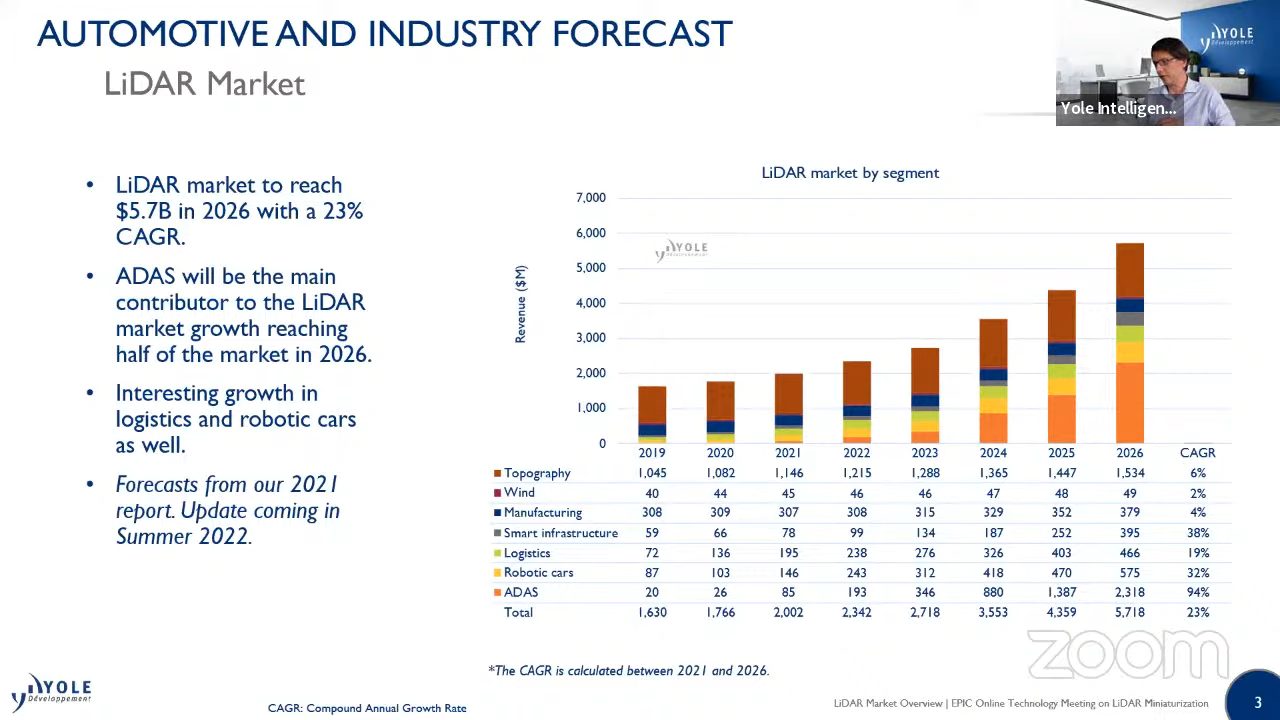 AUTOMOTIVE AND INDUSTRY FORECAST
LiDAR Market
YOLE
Développement
Yole Intelligen...
• LiDAR market to reach
$5.7B in 2026 with a 23%
CAGR.
• ADAS will be the main
contributor to the LiDAR
market growth reaching
half of the market in 2026.
• Interesting growth in
logistics and robotic cars
as well.
• Forecasts from our 2021
report. Update coming in
Summer 2022.
LiDAR market by segment
YOLE
Développement
Revenue ($M)
7,000
6,000
5,000
4,000
3,000
2,000
1,000
0
2019 2020 2021 2022 2023 2024 2025 2026 CAGR
Topography 1,045 1,082 1,146 1,215 1,288 1,365 1,447 1,534 6%
Wind 40 44 45 46 46 47 48 49 2%
Manufacturing 308 309 307 308 315 329 352 379 4%
Smart infrastructure 59 66 78 99 134 187 252 395 38%
Logistics 72 136 195 238 276 326 403 466 19%
Robotic cars 87 103 146 243 312 418 470 575 32%
ADAS 20 26 85 193 346 880 1,387 2,318 94%
Total 1,630 1,766 2,002 2,342 2,718 3,553 4,359 5,718 23%
zoom
*The CAGR is calculated between 2021 and 2026.
YOLE
Développement
CAGR: Compound Annual Growth Rate
LiDAR Market Overview | EPIC Online Technology Meeting on LiDAR Miniaturization
3